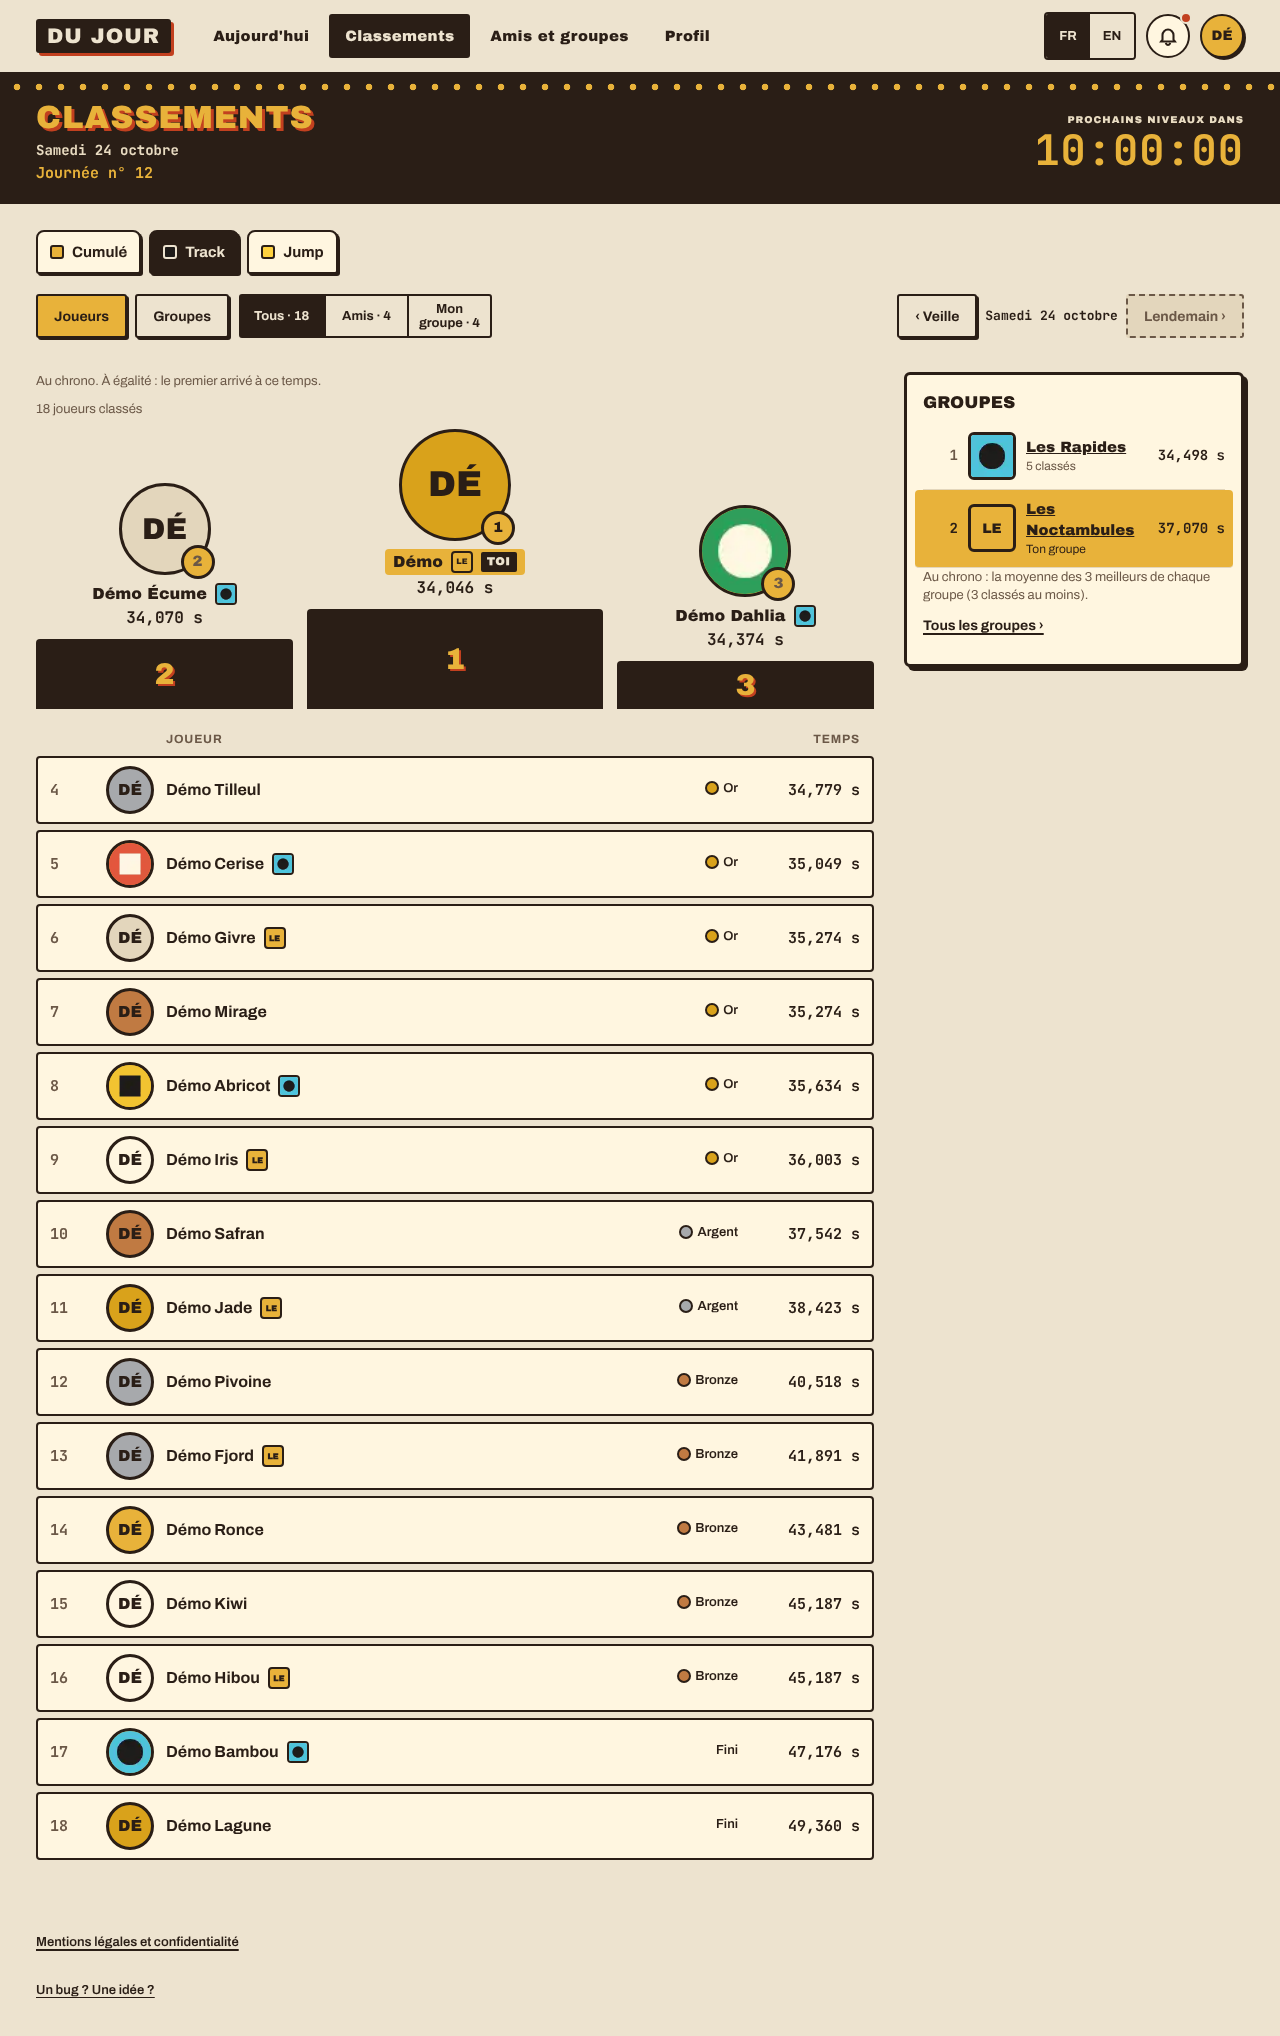 DU JOUR
Aujourd'hui
Classements
Amis et groupes
Profil
FR
EN
DÉ
CLASSEMENTS
Samedi 24 octobre
Journée n° 12
PROCHAINS NIVEAUX DANS
10:00:00
Cumulé
Track
Jump
Joueurs
Groupes
Tous · 18
Amis · 4
Mon
groupe · 4
‹ Veille
Samedi 24 octobre
Lendemain ›
Au chrono. À égalité : le premier arrivé à ce temps.
18 joueurs classés
DÉ
2
Démo Écume
34,070 s
2
DÉ
1
Démo
LE
TOI
34,046 s
1
3
Démo Dahlia
34,374 s
3
GROUPES
1
Les Rapides
5 classés
34,498 s
2
LE
Les
Noctambules
Ton groupe
37,070 s
Au chrono : la moyenne des 3 meilleurs de chaque
groupe (3 classés au moins).
Tous les groupes ›
JOUEUR
TEMPS
4 DÉ Démo Tilleul Or 34,779 s
5 Démo Cerise Or 35,049 s
6 DÉ Démo Givre LE Or 35,274 s
7 DÉ Démo Mirage Or 35,274 s
8 Démo Abricot Or 35,634 s
9 DÉ Démo Iris LE Or 36,003 s
10 DÉ Démo Safran Argent 37,542 s
11 DÉ Démo Jade LE Argent 38,423 s
12 DÉ Démo Pivoine Bronze 40,518 s
13 DÉ Démo Fjord LE Bronze 41,891 s
14 DÉ Démo Ronce Bronze 43,481 s
15 DÉ Démo Kiwi Bronze 45,187 s
16 DÉ Démo Hibou LE Bronze 45,187 s
17 Démo Bambou Fini 47,176 s
18 DÉ Démo Lagune Fini 49,360 s
Mentions légales et confidentialité
Un bug ? Une idée ?